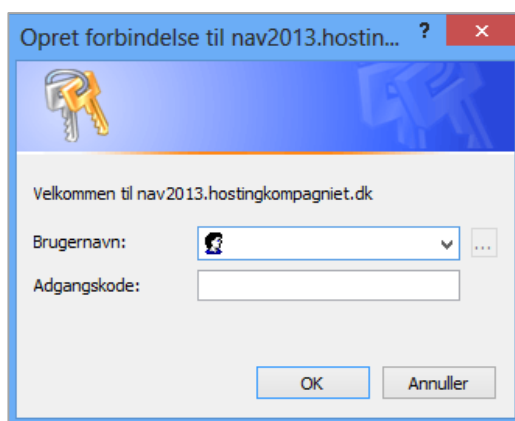 Opret forbindelse til nav2013.hostin...
Velkommen til nav2013.hostingkompagniet.dk
Brugernavn:
...
Adgangskode:
OK
Annuller